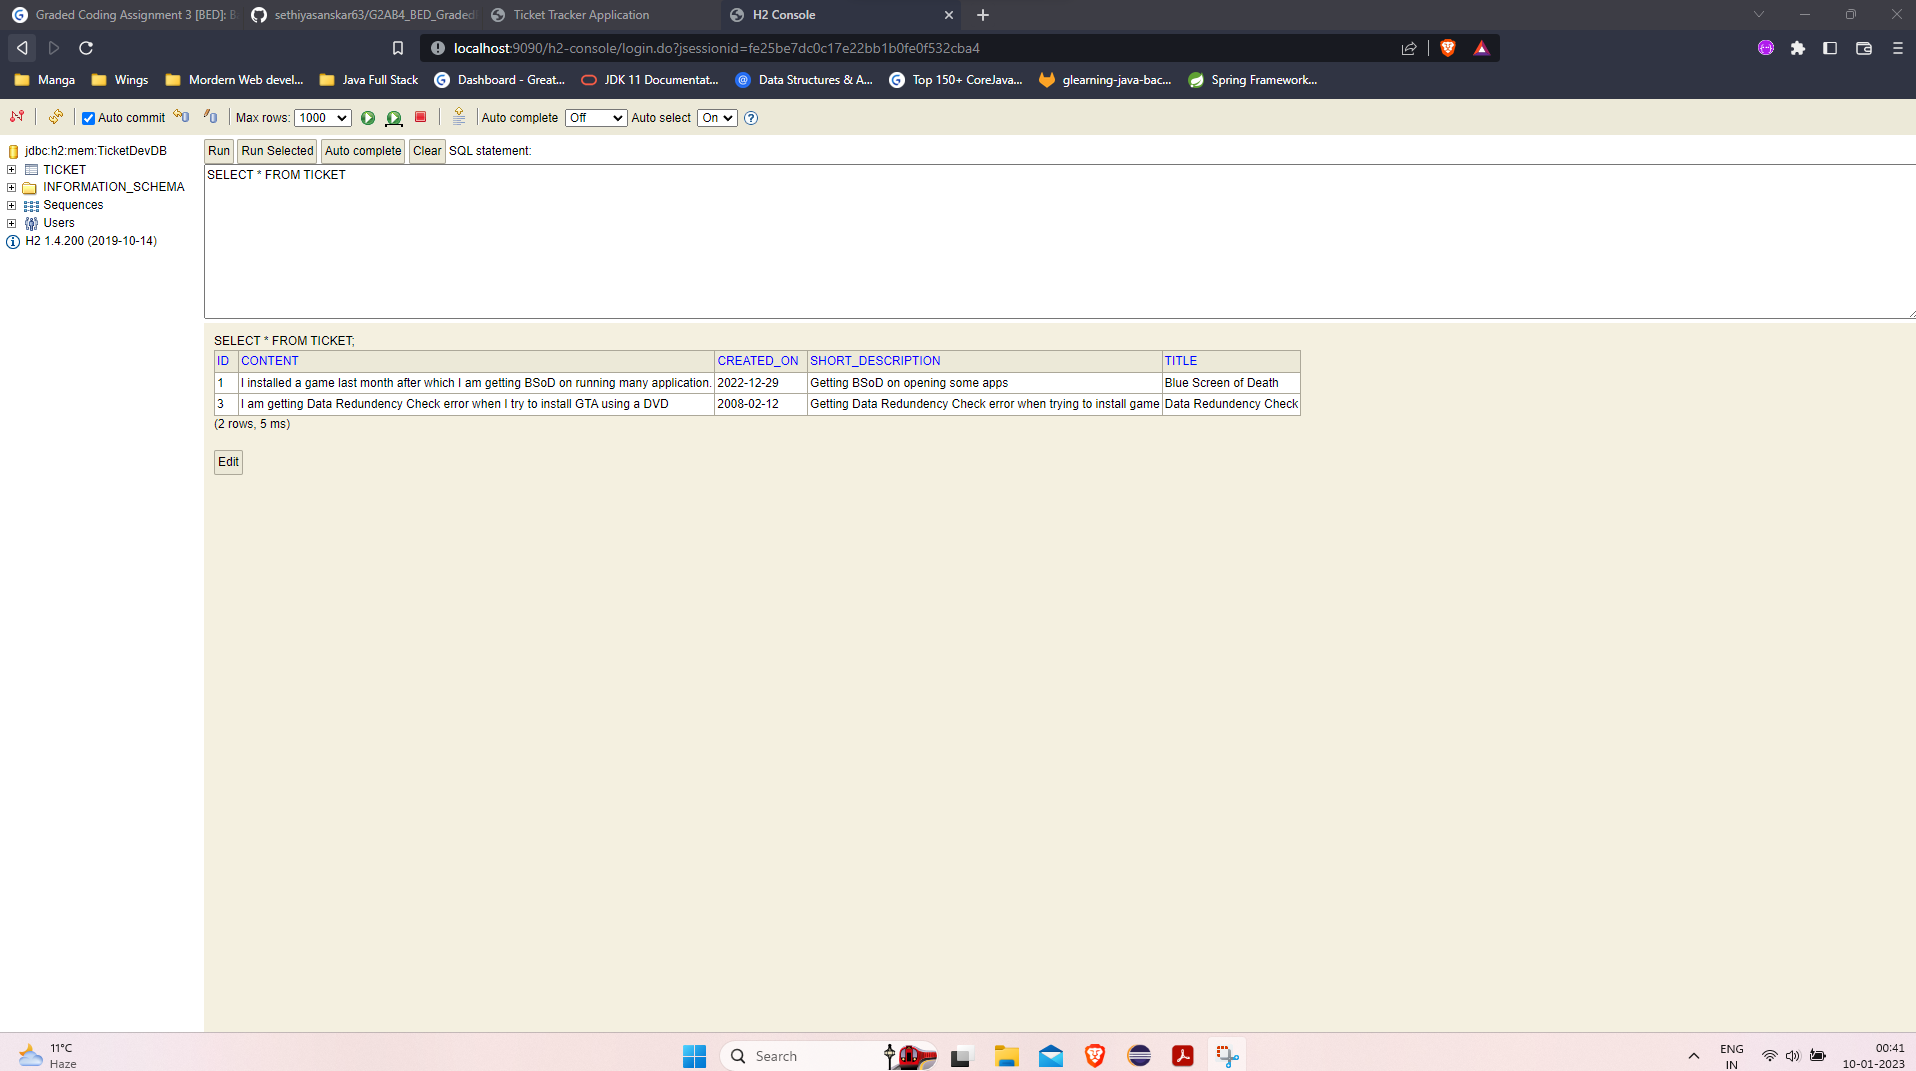 Graded Coding Assignment 3 [BED]:
sethiyasanskar63/G2AB4_BED_Graded
Ticket Tracker Application
H2 Console
localhost:9090/h2-console/login.do?jsessionid=fe25be7dc0c17e22bb1b0fe0f532cba4
Manga
Wings
Mordern Web devel...
Java Full Stack
Dashboard - Great...
JDK 11 Documentat...
Data Structures & A...
Top 150+ CoreJava...
glearning-java-bac...
Spring Framework...
Auto commit
Max rows: 1000
Auto complete Off
Auto select On
jdbc:h2:mem:TicketDevDB
TICKET
INFORMATION_SCHEMA
Sequences
Users
H2 1.4.200 (2019-10-14)
Run Run Selected Auto complete Clear SQL statement:
SELECT * FROM TICKET
SELECT * FROM TICKET;
ID CONTENT CREATED_ON SHORT_DESCRIPTION TITLE
1 I installed a game last month after which I am getting BSoD on running many application. 2022-12-29 Getting BSoD on opening some apps Blue Screen of Death
3 I am getting Data Redundency Check error when I try to install GTA using a DVD 2008-02-12 Getting Data Redundency Check error when trying to install game Data Redundency Check
(2 rows, 5 ms)
Edit
11°C
Haze
Search
ENG
IN
00:41
10-01-2023